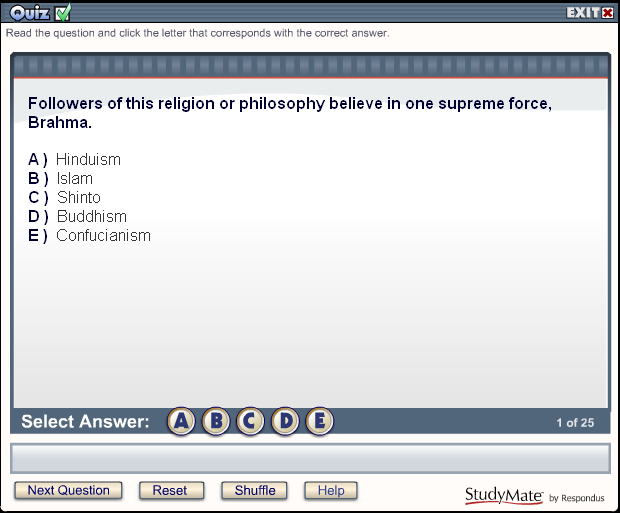 Quiz EXIT
Read the question and click the letter that corresponds with the correct answer.
Followers of this religion or philosophy believe in one supreme force,
Brahma.
A ) Hinduism
B ) Islam
C ) Shinto
D ) Buddhism
E ) Confucianism
Select Answer: A B C D E 1 of 25
Next Question Reset Shuffle Help StudyMate by Respondus